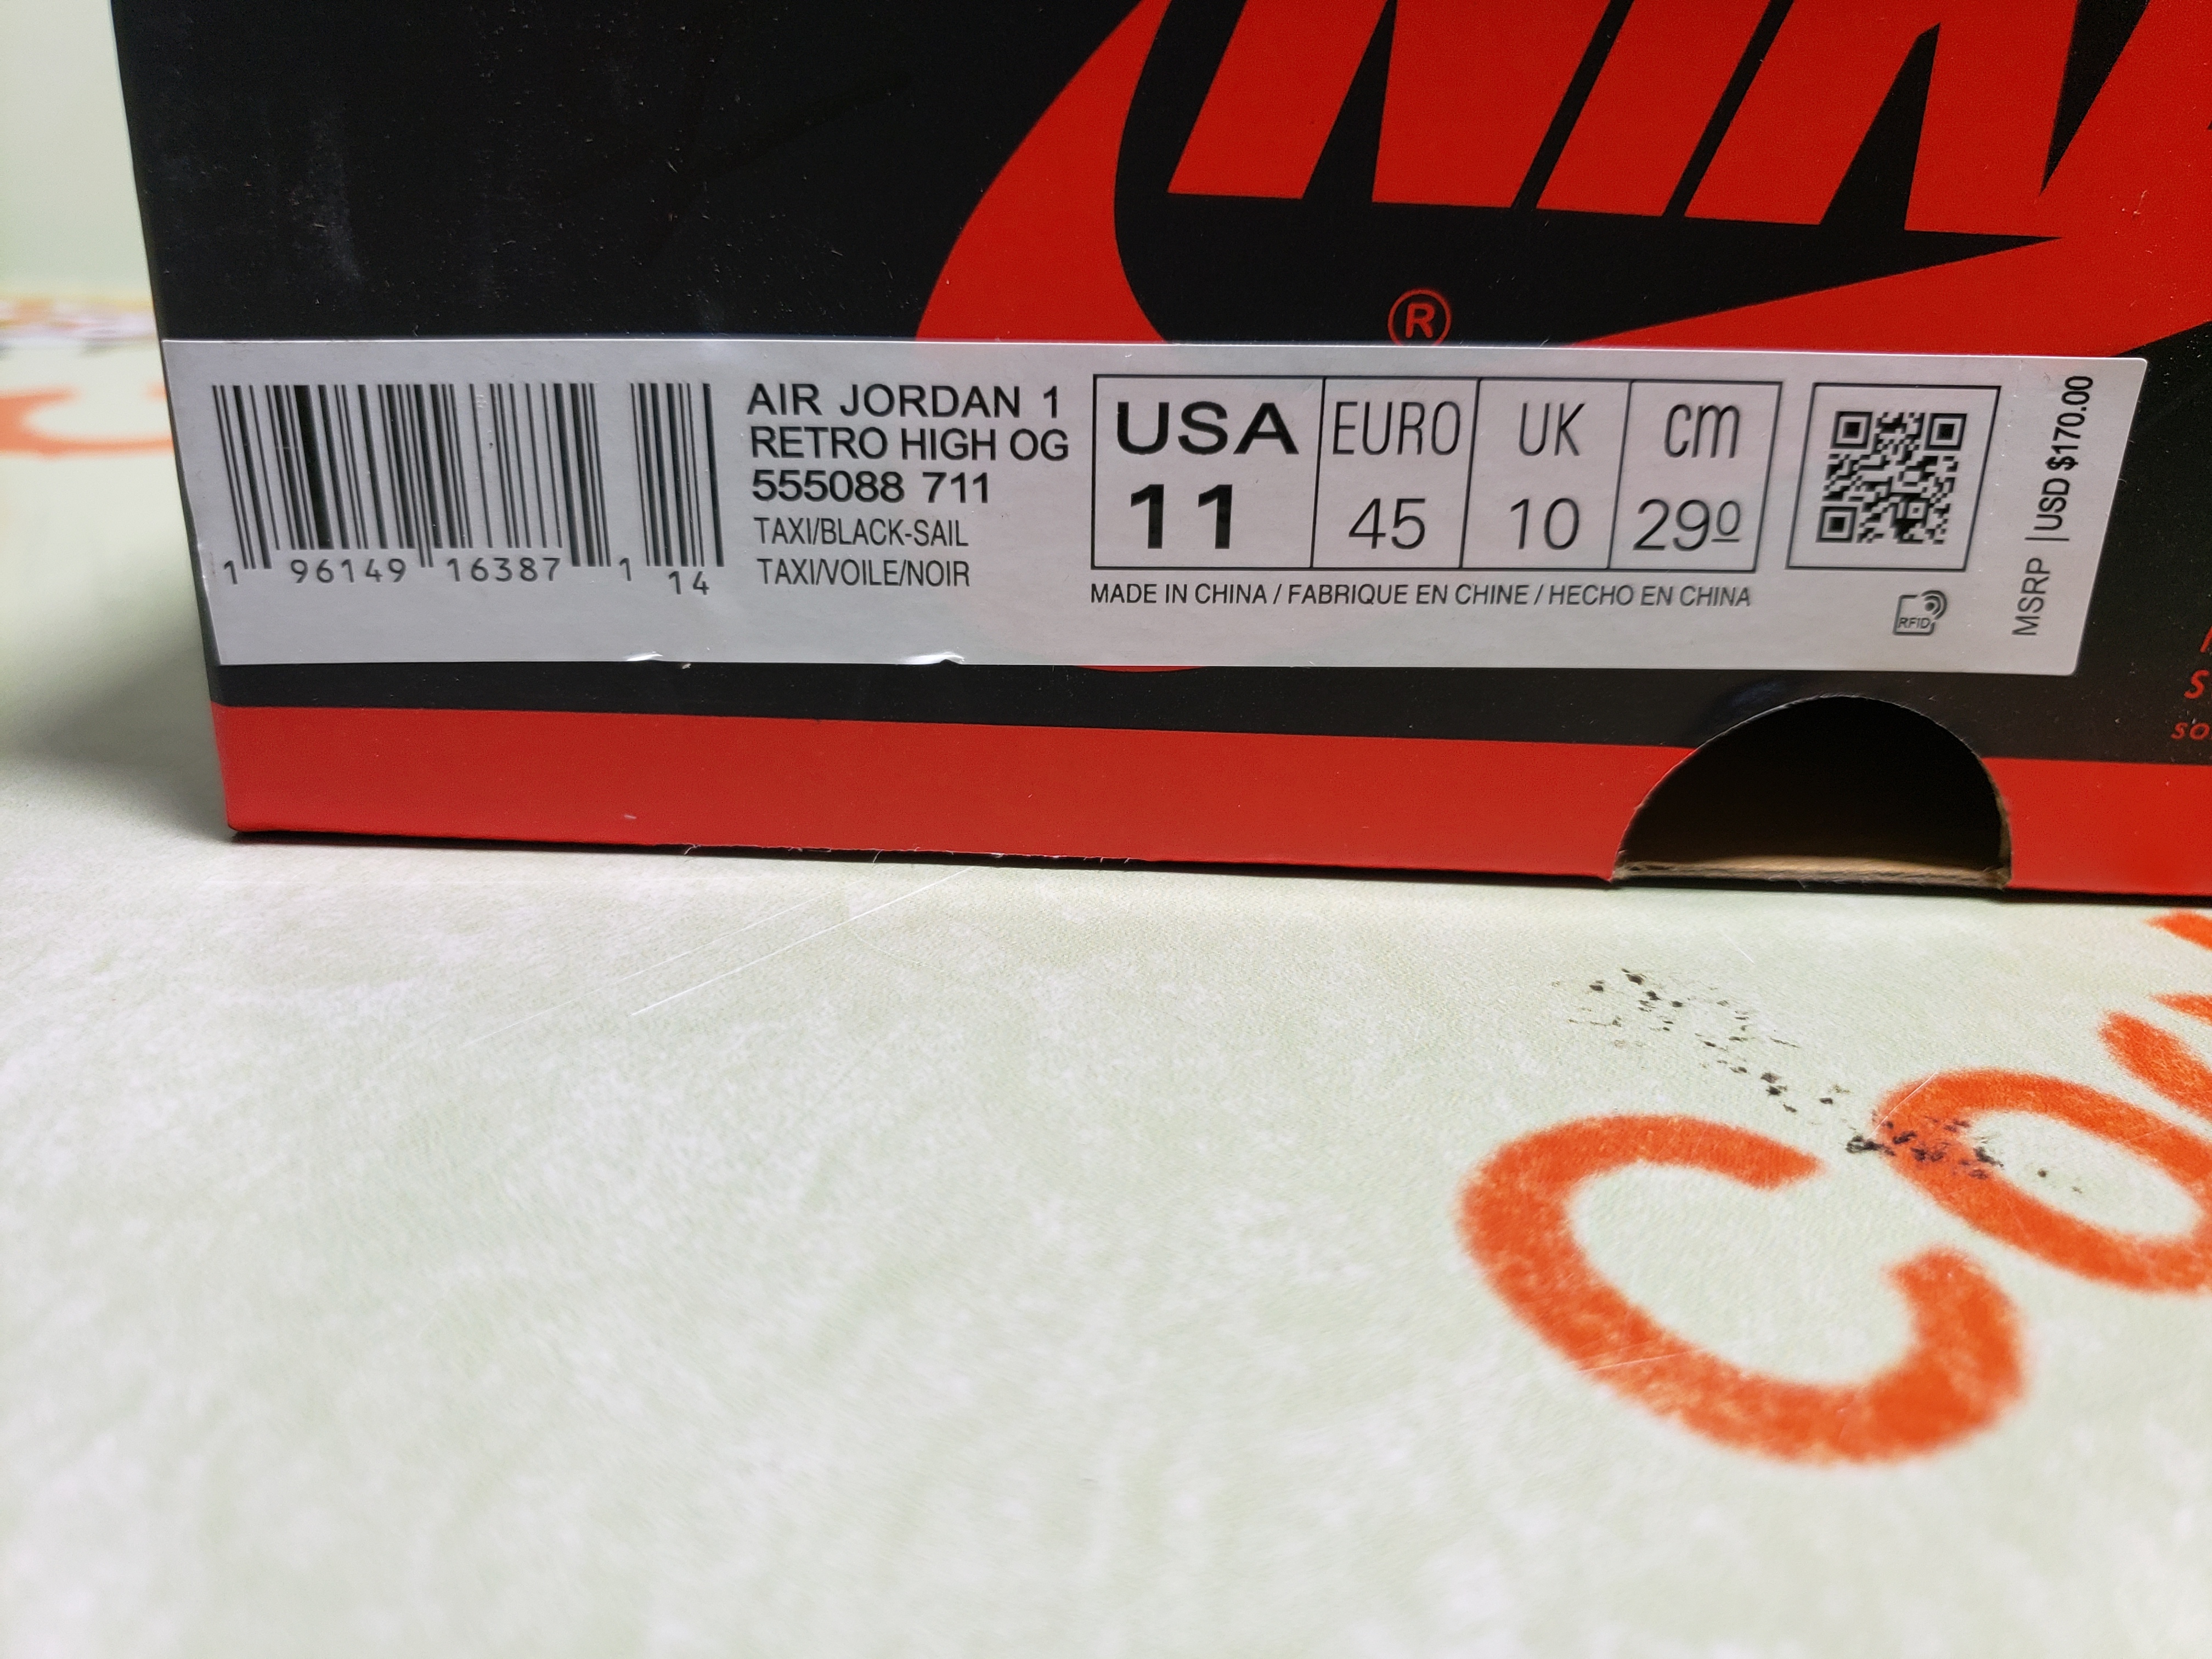 ®
AIR JORDAN 1
RETRO HIGH OG
555088 711
TAXI/BLACK-SAIL
TAXI/VOILE/NOIR
1 96149 16387 1 14
USA EURO UK cm
11 45 10 29º
MADE IN CHINA / FABRIQUE EN CHINE / HECHO EN CHINA
RFID
MSRP |USD $170.00